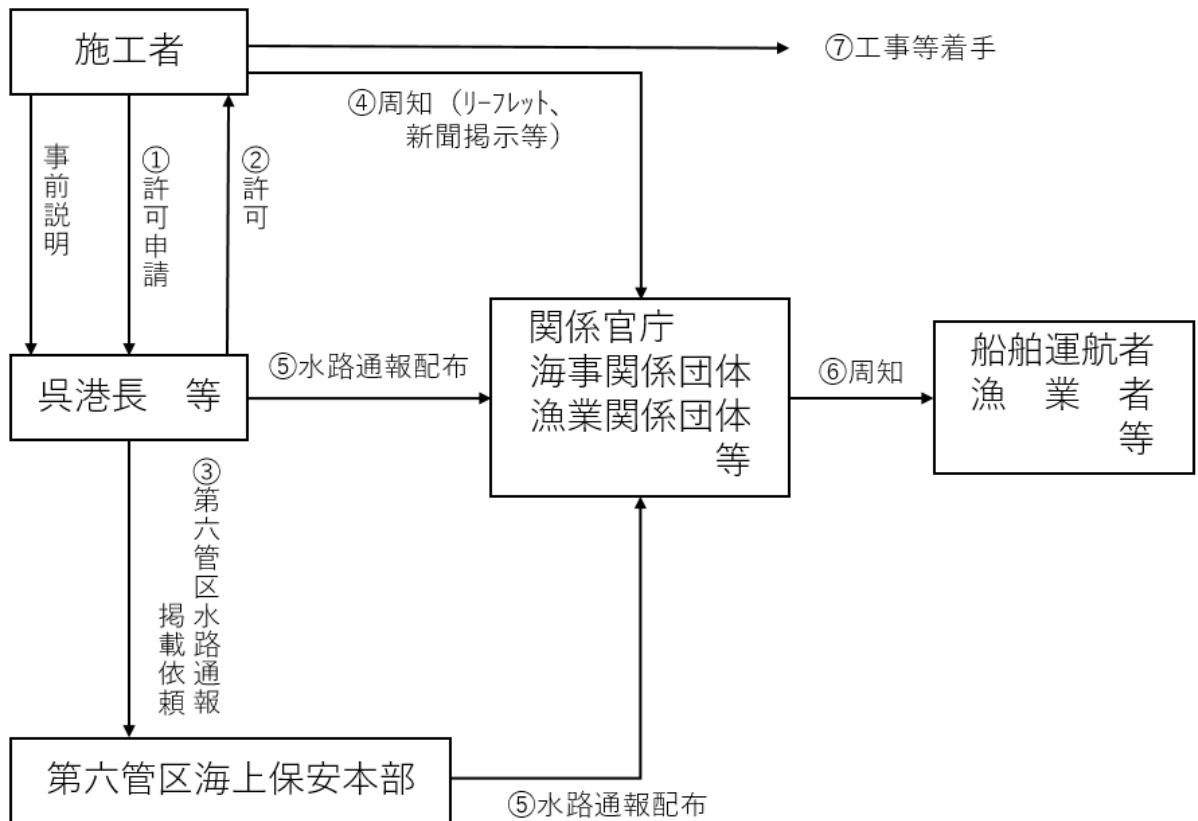 施工者
⑦工事等着手
④周知（ﾘｰﾌﾚｯﾄ、
新聞掲示等）
事前説明
①許可申請
②許可
関係官庁
海事関係団体
漁業関係団体
等
船舶運航者
漁業者
等
⑤水路通報配布
⑥周知
呉港長　等
③第六管区水路通報
掲載依頼
第六管区海上保安本部
⑤水路通報配布